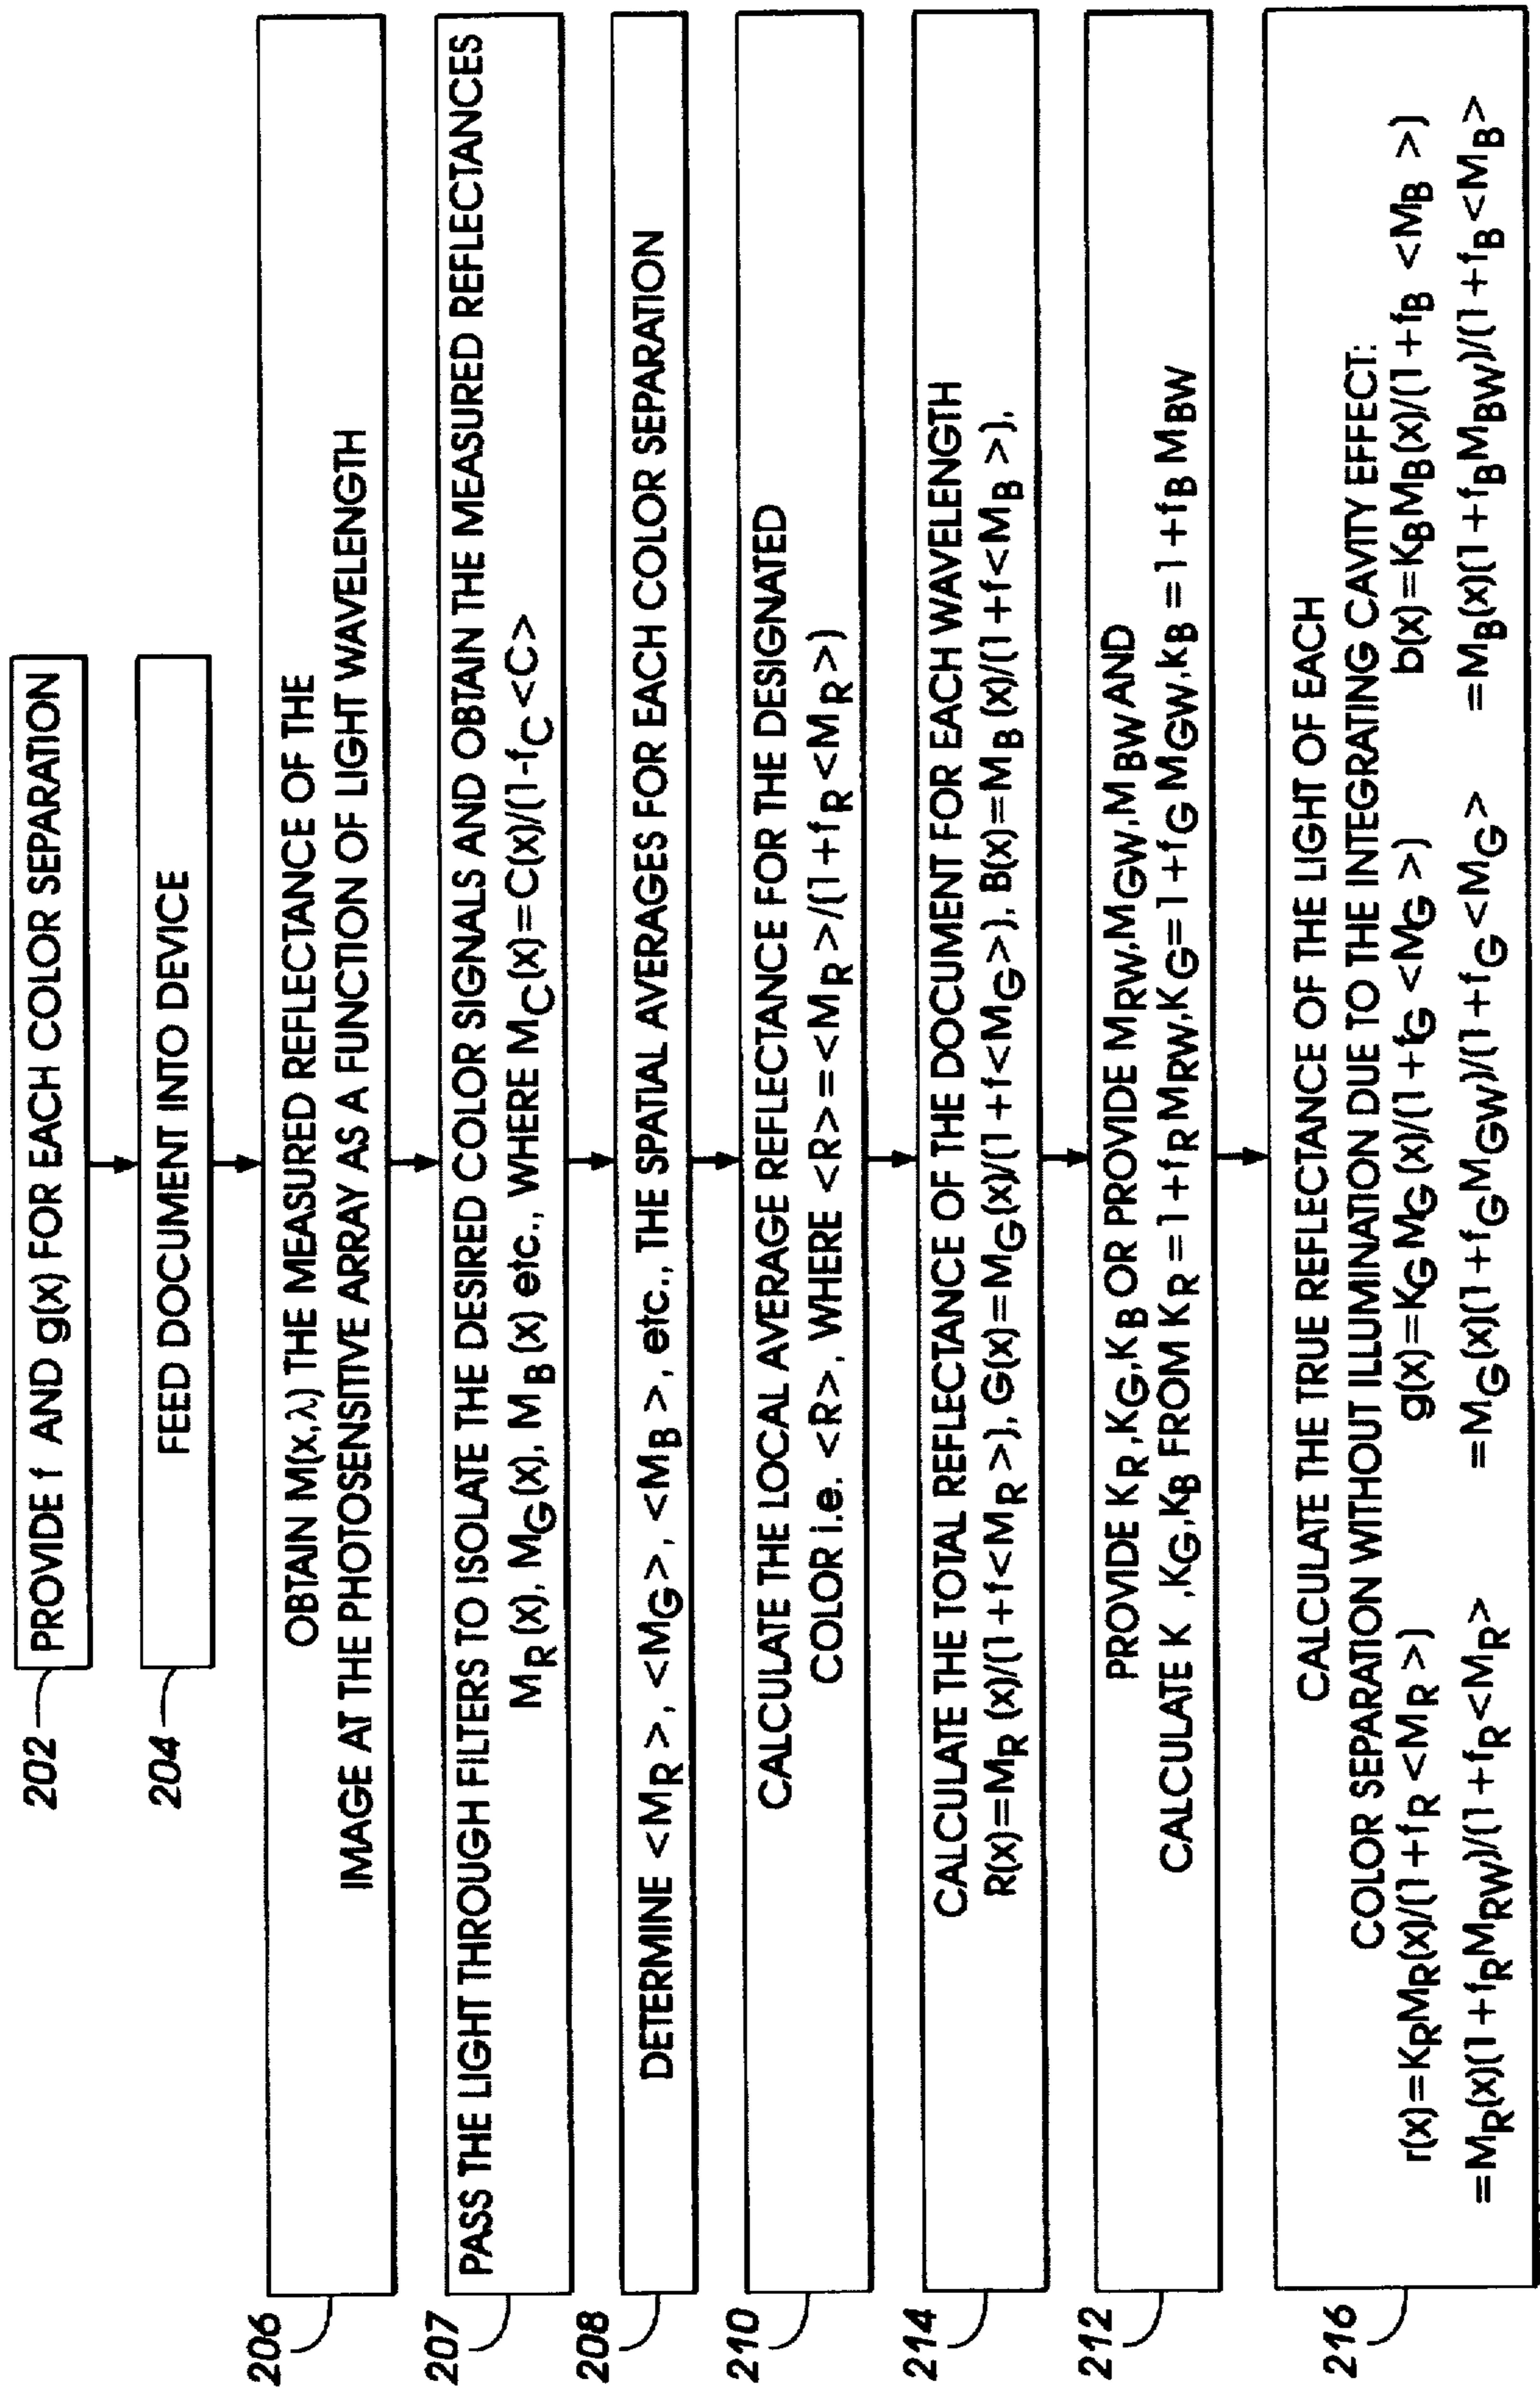 202
PROVIDE f AND g(x) FOR EACH COLOR SEPARATION
204
FEED DOCUMENT INTO DEVICE
206
OBTAIN M(x,λ) THE MEASURED REFLECTANCE OF THE
IMAGE AT THE PHOTOSENSITIVE ARRAY AS A FUNCTION OF LIGHT WAVELENGTH
207
PASS THE LIGHT THROUGH FILTERS TO ISOLATE THE DESIRED COLOR SIGNALS AND OBTAIN THE MEASURED REFLECTANCES
M_R(x), M_G(x), M_B(x) etc., WHERE M_C(x)=C(x)/(1-f_C<C>
208
DETERMINE <M_R>, <M_G>, <M_B>, etc., THE SPATIAL AVERAGES FOR EACH COLOR SEPARATION
210
CALCULATE THE LOCAL AVERAGE REFLECTANCE FOR THE DESIGNATED
COLOR i.e. <R>, WHERE <R>=<M_R>/(1+f_R<M_R>)
214
CALCULATE THE TOTAL REFLECTANCE OF THE DOCUMENT FOR EACH WAVELENGTH
R(x)=M_R(x)/(1+f<M_R>), G(x)=M_G(x)/(1+f<M_G>), B(x)=M_B(x)/(1+f<M_B>),
212
PROVIDE K_R,K_G,K_B OR PROVIDE M_RW,M_GW,M_BW AND
CALCULATE K ,K_G,K_B FROM K_R=1+f_R M_RW,K_G=1+f_G M_GW,k_B=1+f_B M_BW
216
CALCULATE THE TRUE REFLECTANCE OF THE LIGHT OF EACH
COLOR SEPARATION WITHOUT ILLUMINATION DUE TO THE INTEGRATING CAVITY EFFECT:
r(x)=K_R M_R(x)/(1+f_R<M_R>) g(x)=K_G M_G(x)/(1+f_G<M_G>) b(x)=K_B M_B(x)/(1+f_B<M_B>)
=M_R(x)(1+f_R M_RW)/(1+f_R<M_R> =M_G(x)(1+f_G M_GW)/(1+f_G<M_G> =M_B(x)(1+f_B M_BW)/(1+f_B<M_B>